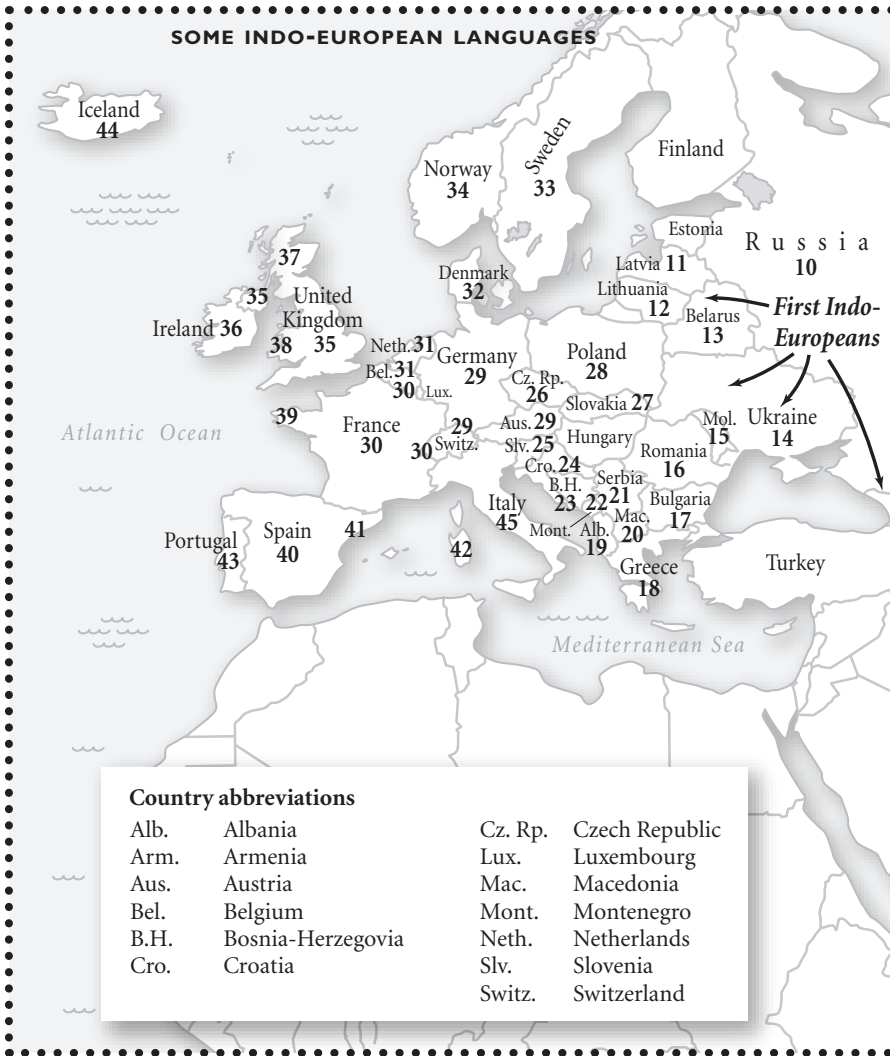 SOME INDO-EUROPEAN LANGUAGES
Iceland
44
Norway
34
Sweden
33
Finland
Estonia
Russia
10
Latvia 11
Lithuania
12
Belarus
13
First Indo-
Europeans
37
35
United
Kingdom
35
Ireland 36
38
Denmark
32
Neth. 31
Bel. 31
30
Lux.
Germany
29
Poland
28
Cz. Rp.
26
Slovakia 27
39
Atlantic Ocean
France
30
29
30 Switz.
Aus. 29
Slv. 25
Hungary
Cro. 24
B.H.
23
Mol.
15
Ukraine
14
Romania
16
Serbia
21
22
Mont.
Bulgaria
17
Mac.
20
Alb.
19
Italy
45
Portugal
43
Spain
40
41
42
Greece
18
Turkey
Mediterranean Sea
Country abbreviations
Alb. Albania
Arm. Armenia
Aus. Austria
Bel. Belgium
B.H. Bosnia-Herzegovia
Cro. Croatia
Cz. Rp. Czech Republic
Lux. Luxembourg
Mac. Macedonia
Mont. Montenegro
Neth. Netherlands
Slv. Slovenia
Switz. Switzerland